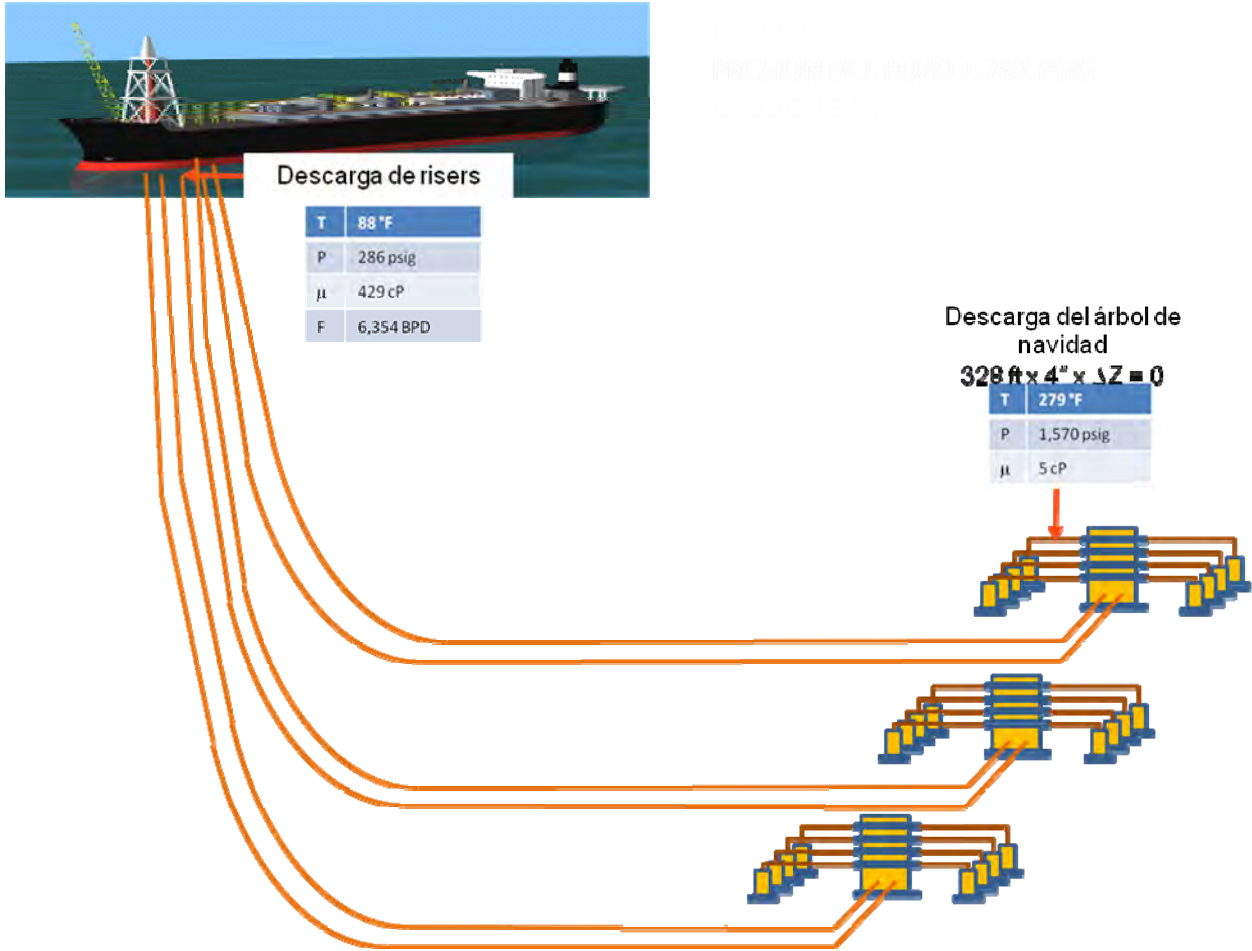 Descarga de risers
T 88 °F
P 286 psig
μ 429 cP
F 6,354 BPD
Descarga del árbol de
navidad
328 ft x 4" x ΔZ = 0
T 279 °F
P 1,570 psig
μ 5 cP